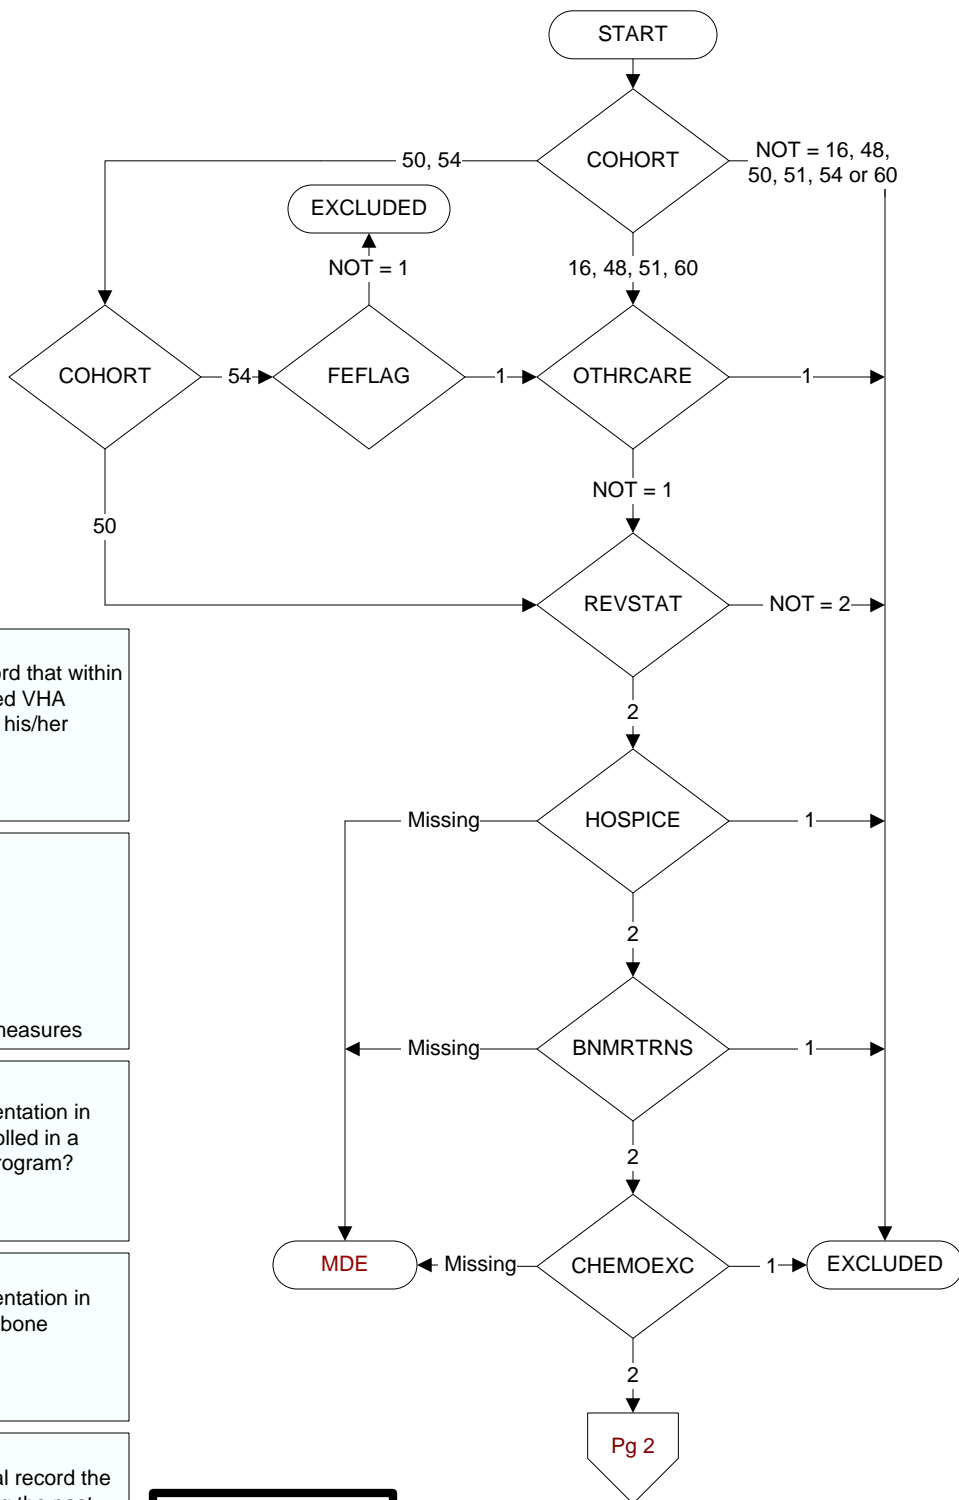 START
COHORT
50, 54
NOT = 16, 48,
50, 51, 54 or 60
EXCLUDED
NOT = 1
16, 48, 51, 60
COHORT
54
FEFLAG
1
OTHRCARE
1
NOT = 1
50
REVSTAT
NOT = 2
2
Missing
HOSPICE
1
2
Missing
BNMRTRNS
1
2
MDE
Missing
CHEMOEXC
1
EXCLUDED
2
Pg 2
rd that within
ed VHA
his/her
measures
entation in
olled in a
rogram?
entation in
bone
al record the